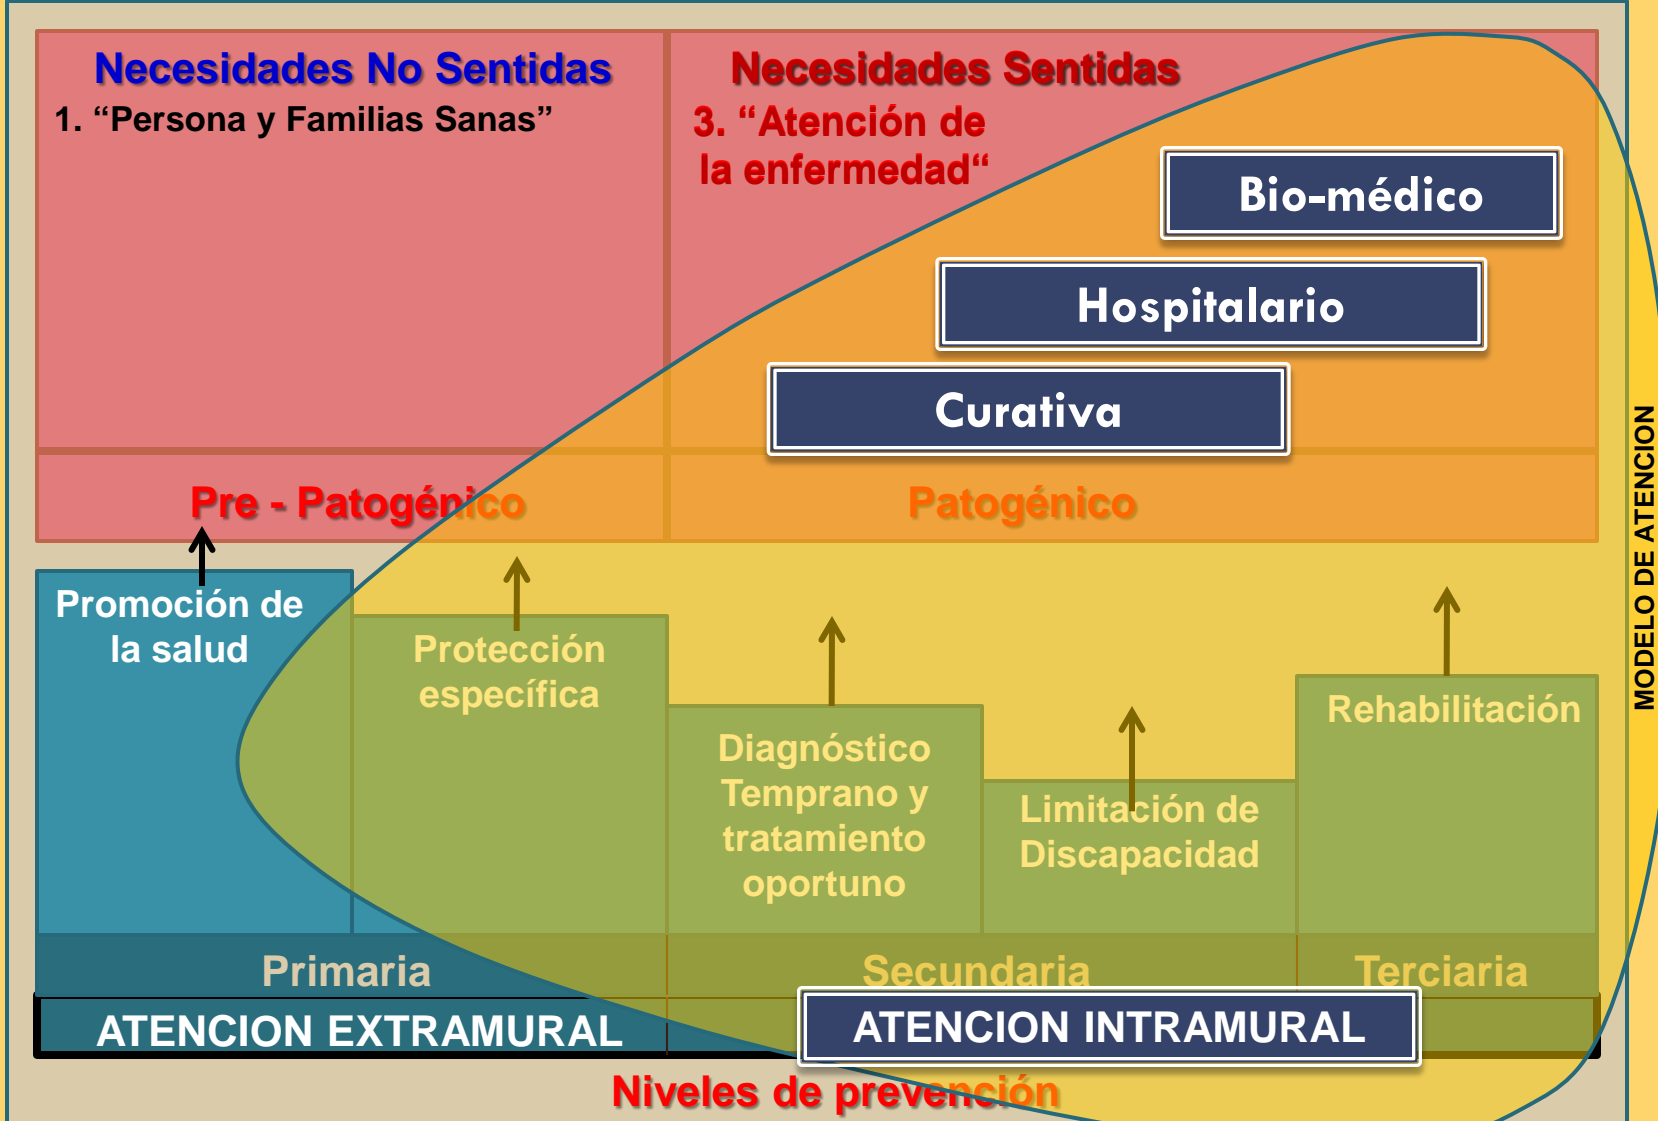 Necesidades No Sentidas
1. “Persona y Familias Sanas”
Necesidades Sentidas
3. “Atención de
la enfermedad“
Bio-médico
Hospitalario
Curativa
Pre - Patogénico
Patogénico
Promoción de
la salud
Protección
específica
Diagnóstico
Temprano y
tratamiento
oportuno
Limitación de
Discapacidad
Rehabilitación
Primaria
Secundaria
Terciaria
ATENCION EXTRAMURAL
ATENCION INTRAMURAL
Niveles de prevención
MODELO DE ATENCION